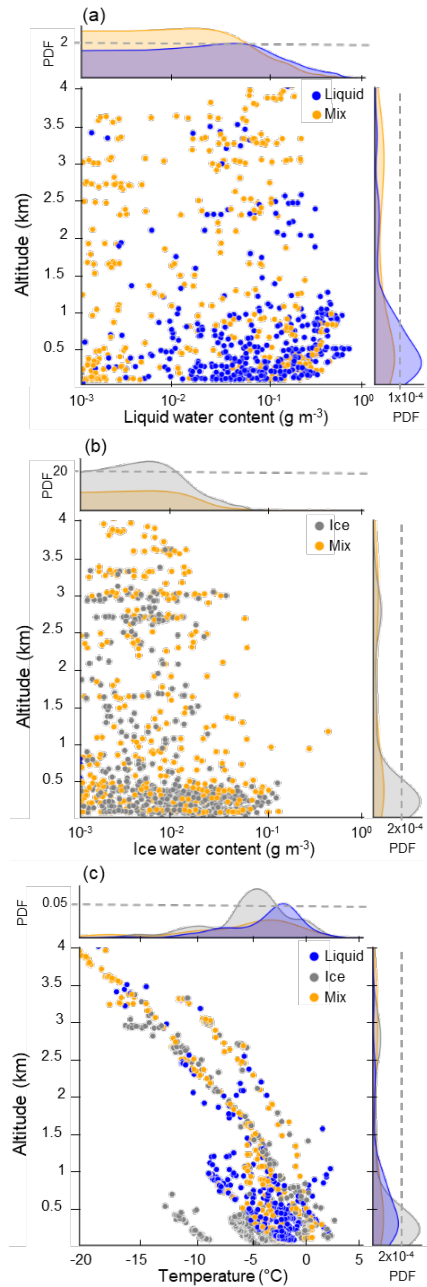 (a)
PDF
2
4
3.5
3
2.5
2
1.5
1
0.5
Altitude (km)
Liquid
Mix
10⁻³
10⁻²
10⁻¹
10⁰
Liquid water content (g m⁻³)
1x10⁻⁴
PDF
(b)
PDF
20
4
3.5
3
2.5
2
1.5
1
0.5
Altitude (km)
Ice
Mix
10⁻³
10⁻²
10⁻¹
10⁰
Ice water content (g m⁻³)
2x10⁻⁴
PDF
(c)
PDF
0.05
4
3.5
3
2.5
2
1.5
1
0.5
Altitude (km)
Liquid
Ice
Mix
-20
-15
-10
-5
0
5
Temperature (°C)
2x10⁻⁴
PDF